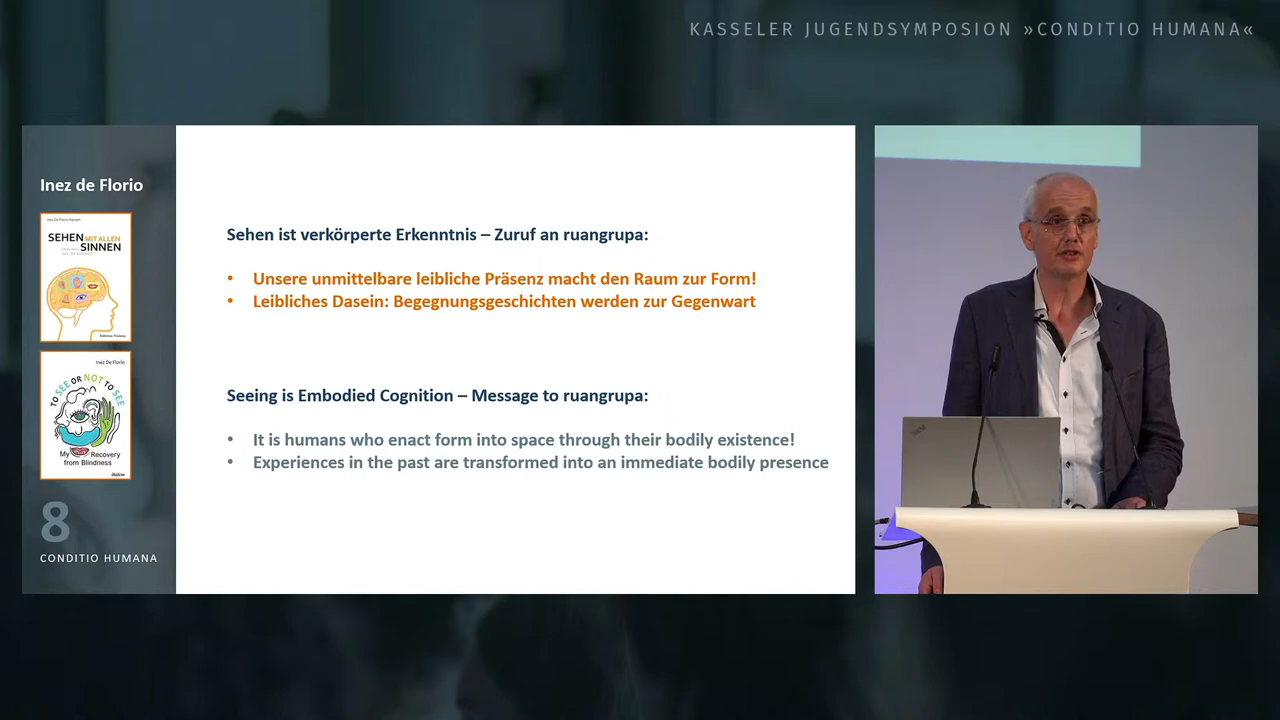 KASSELER JUGENDSYMPOSION »CONDITIO HUMANA«
Inez de Florio
SEHEN MIT ALLEN
SINNEN
Inez De Florio
TO SEE OR NOT TO SEE
My Recovery
from Blindness
ibidem
8
CONDITIO HUMANA
Sehen ist verkörperte Erkenntnis – Zuruf an ruangrupa:
• Unsere unmittelbare leibliche Präsenz macht den Raum zur Form!
• Leibliches Dasein: Begegnungsgeschichten werden zur Gegenwart
Seeing is Embodied Cognition – Message to ruangrupa:
• It is humans who enact form into space through their bodily existence!
• Experiences in the past are transformed into an immediate bodily presence